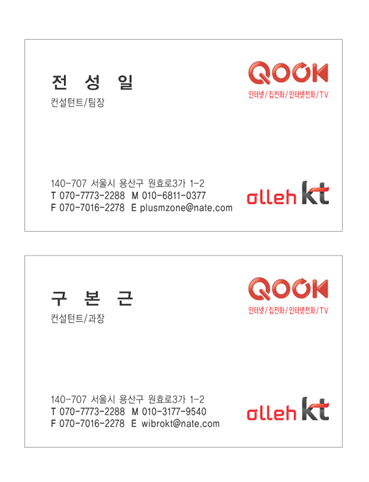 전 성 일
컨설턴트/팀장
QOOK
인터넷/집전화/인터넷전화/TV
140-707 서울시 용산구 원효로3가 1-2
T 070-7773-2288 M 010-6811-0377
F 070-7016-2278 E plusmzone@nate.com
olleh kt
구 본 근
컨설턴트/과장
QOOK
인터넷/집전화/인터넷전화/TV
140-707 서울시 용산구 원효로3가 1-2
T 070-7773-2288 M 010-3177-9540
F 070-7016-2278 E wibrokt@nate.com
olleh kt